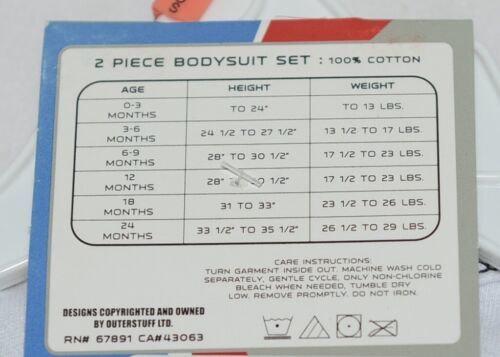 2 PIECE BODYSUIT SET : 100% COTTON
AGE HEIGHT WEIGHT
0-3 MONTHS TO 24" TO 13 LBS.
3-6 MONTHS 24 1/2 TO 27 1/2" 13 1/2 TO 17 LBS.
6-9 MONTHS 28" TO 30 1/2" 17 1/2 TO 23 LBS.
12 MONTHS 28" 1/2" 17 1/2 TO 23 LBS.
18 MONTHS 31 TO 33" 23 1/2 TO 26 LBS.
24 MONTHS 33 1/2" TO 35 1/2" 26 1/2 TO 29 LBS.
CARE INSTRUCTIONS:
TURN GARMENT INSIDE OUT. MACHINE WASH COLD
SEPARATELY, GENTLE CYCLE, ONLY NON-CHLORINE
BLEACH WHEN NEEDED, TUMBLE DRY
LOW. REMOVE PROMPTLY. DO NOT IRON.
DESIGNS COPYRIGHTED AND OWNED
BY OUTERSTUFF LTD.
RN# 67891 CA#43063